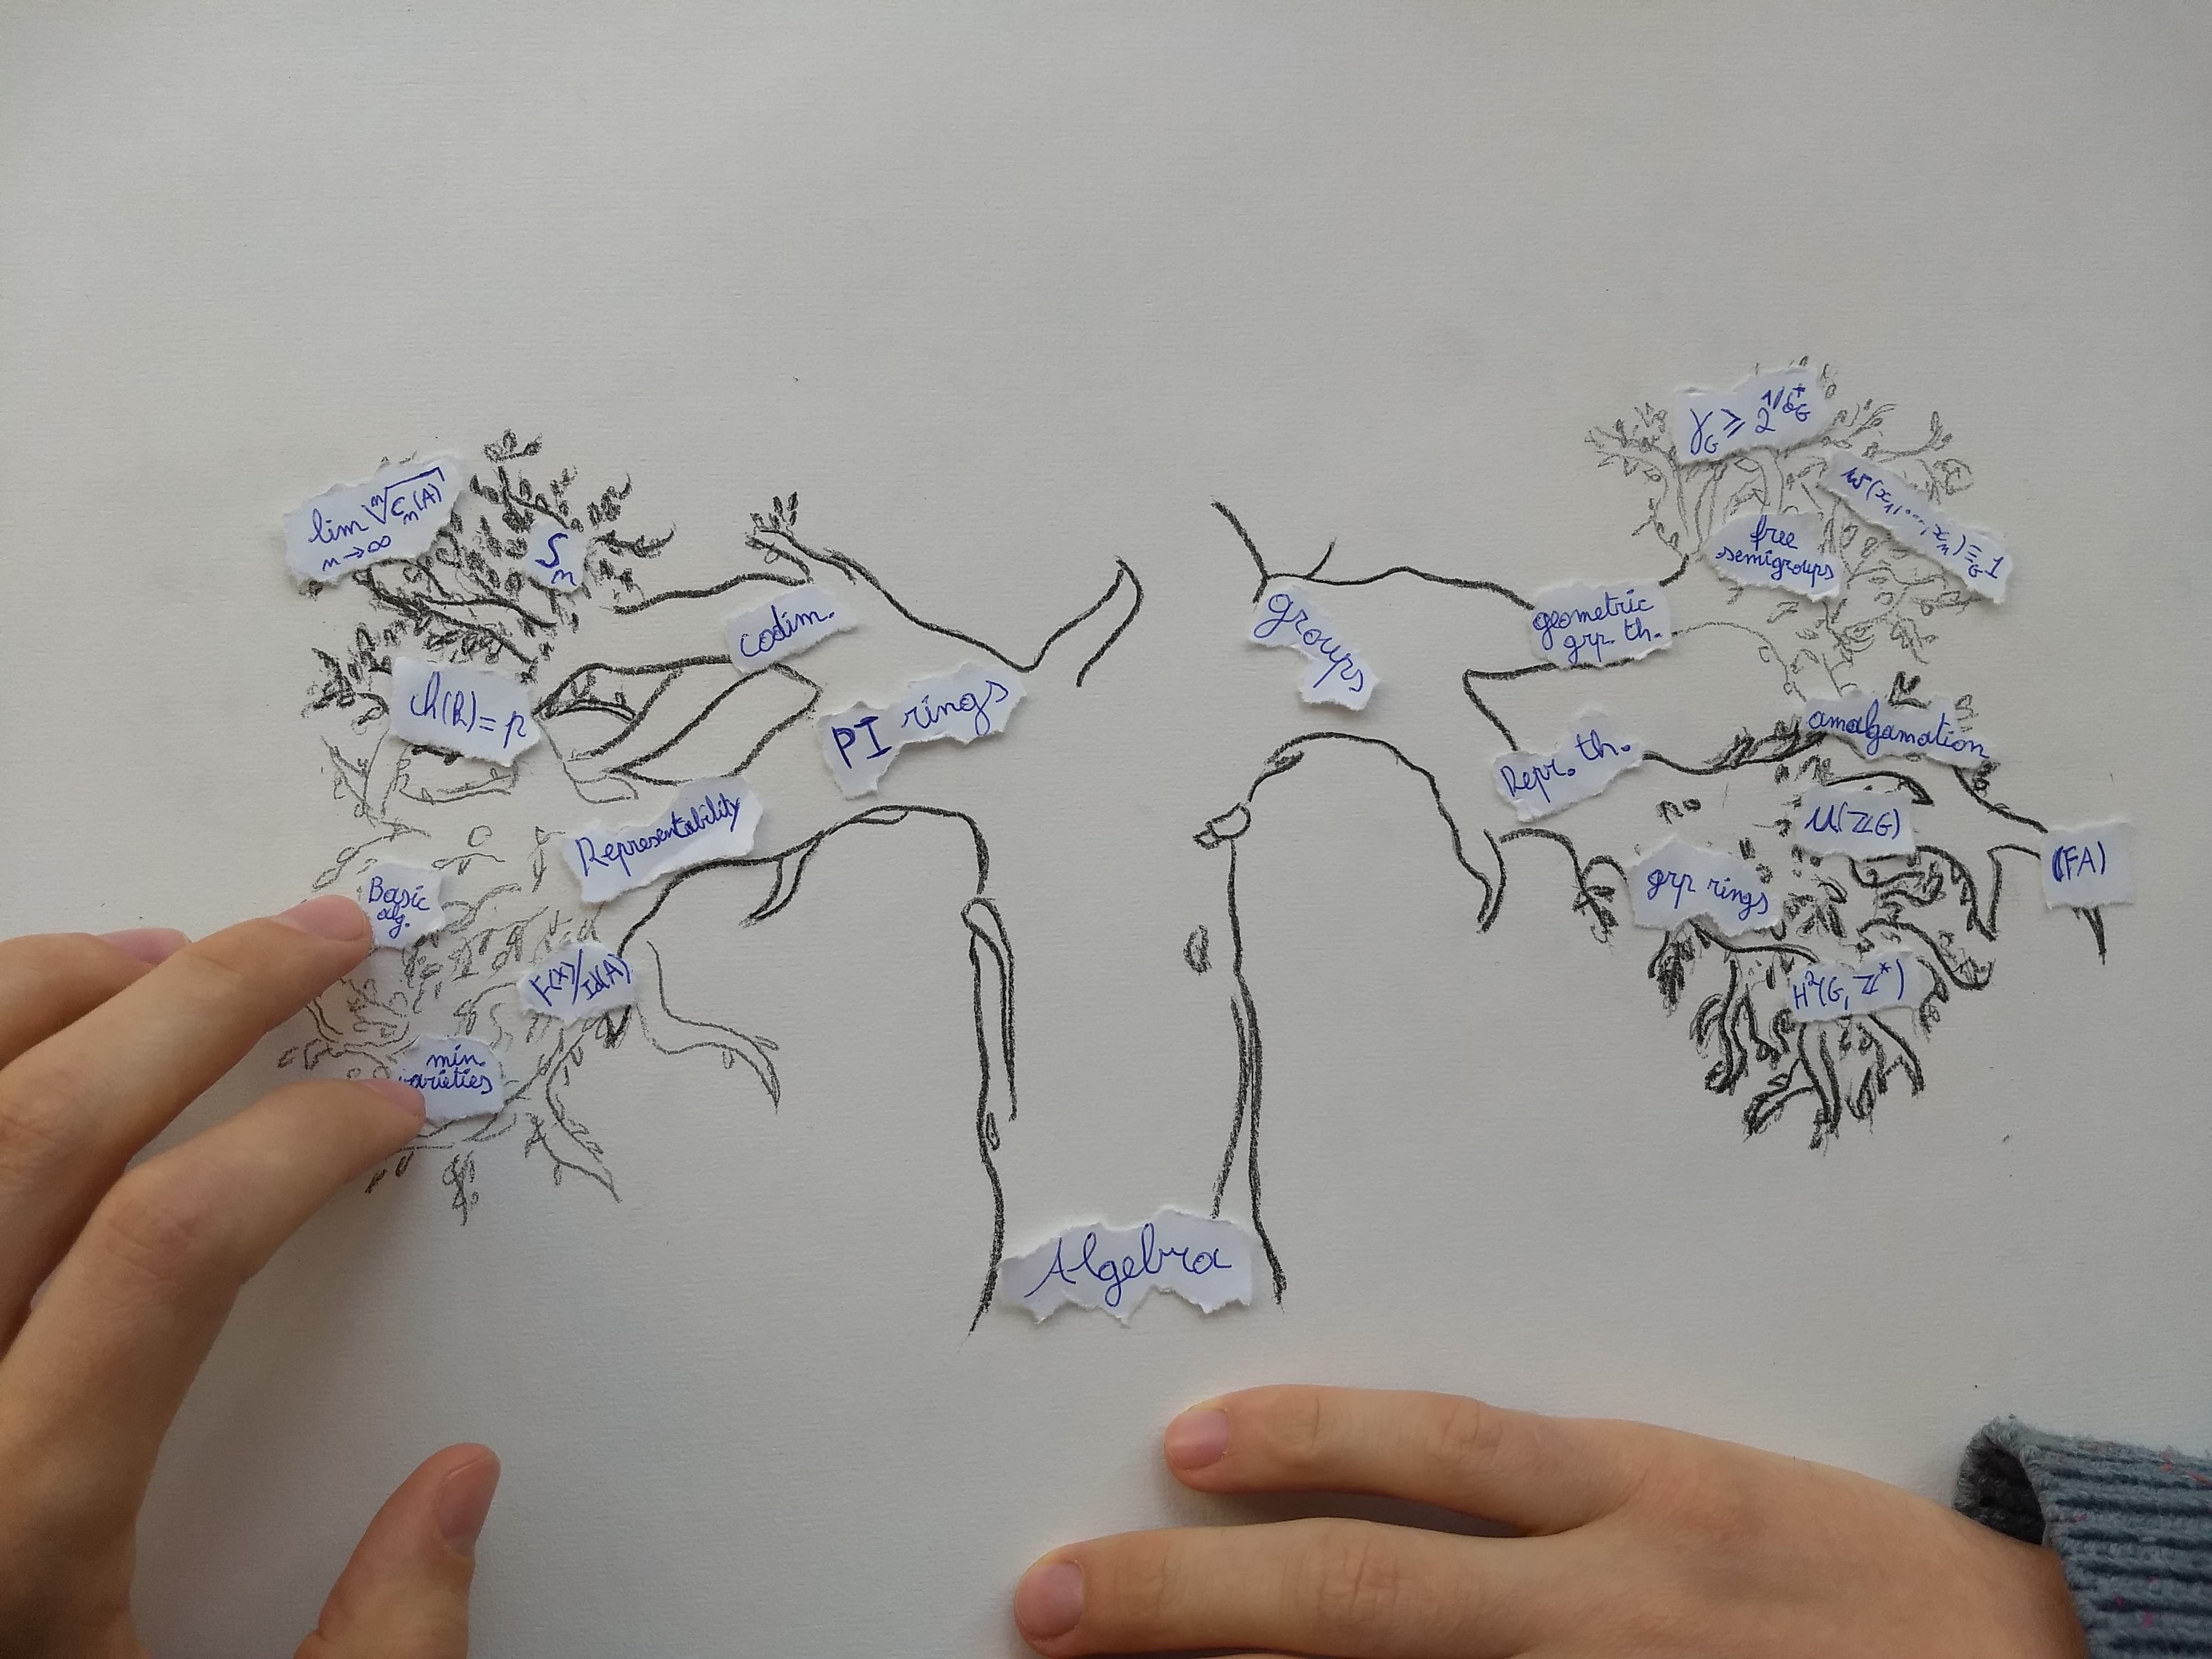 lim ⁿ√cₙ(A)
n→∞
Sₙ
codim.
ch(R)=p
PI rings
Representability
Basic
alg.
F⟨X⟩/Id(A)
min.
varieties
groups
geometric
grp. th.
γ_G ⩾ 2^{1/6_G^*}
w(x₁,...,xₙ)≡_G 1
free
semigroups
Repr. th.
amalgamation
U(ℤG)
(FA)
grp rings
H²(G,ℤ*)
Algebra